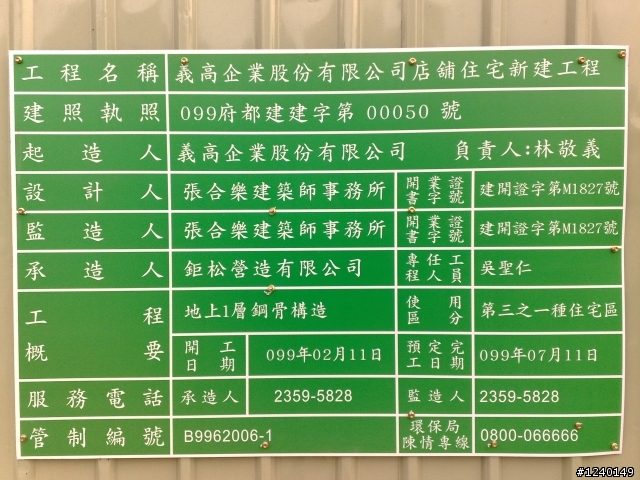 工程名稱 義高企業股份有限公司店舖住宅新建工程
建照執照 099府都建建字第 00050 號
起造人 義高企業股份有限公司 負責人:林敬義
設計人 張合樂建築師事務所 開業證書字號 建開證字第M1827號
監造人 張合樂建築師事務所 開業證書字號 建開證字第M1827號
承造人 鉅松營造有限公司 專任工程人員 吳聖仁
工程概要 地上1層鋼骨構造 使用區分 第三之一種住宅區
開工日期 099年02月11日 預定完工日期 099年07月11日
服務電話 承造人 2359-5828 監造人 2359-5828
管制編號 B9962006-1 環保局陳情專線 0800-066666
#1240149